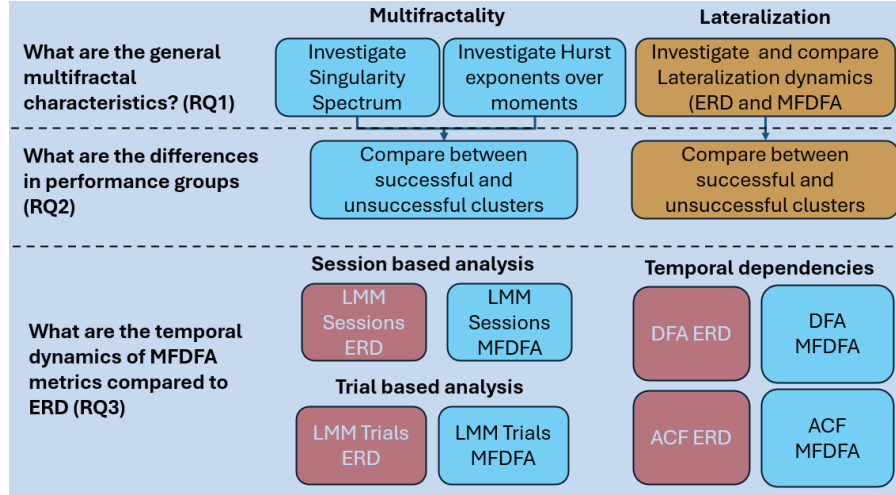 Multifractality
Lateralization
What are the general
multifractal
characteristics? (RQ1)
Investigate
Singularity
Spectrum
Investigate Hurst
exponents over
moments
Investigate and compare
Lateralization dynamics
(ERD and MFDFA
What are the differences
in performance groups
(RQ2)
Compare between
successful and
unsuccessful clusters
Compare between
successful and
unsuccessful clusters
What are the temporal
dynamics of MFDFA
metrics compared to
ERD (RQ3)
Session based analysis
LMM
Sessions
ERD
LMM
Sessions
MFDFA
Trial based analysis
LMM Trials
ERD
LMM Trials
MFDFA
Temporal dependencies
DFA ERD
DFA
MFDFA
ACF ERD
ACF
MFDFA